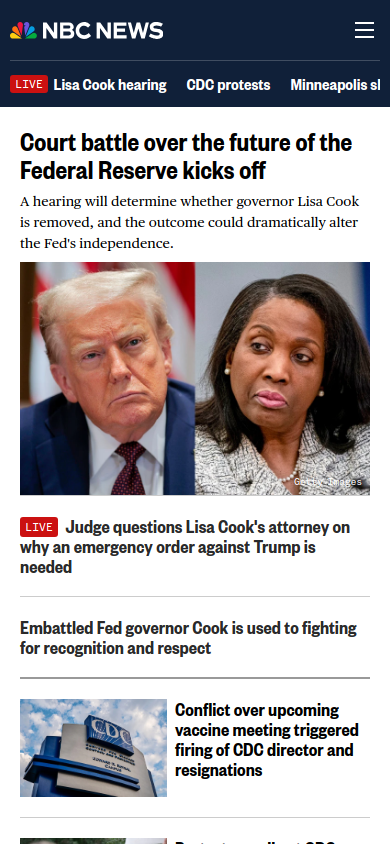 NBC NEWS
LIVE Lisa Cook hearing CDC protests Minneapolis
Court battle over the future of the
Federal Reserve kicks off
A hearing will determine whether governor Lisa Cook
is removed, and the outcome could dramatically alter
the Fed's independence.
Getty Images
LIVE Judge questions Lisa Cook's attorney on
why an emergency order against Trump is
needed
Embattled Fed governor Cook is used to fighting
for recognition and respect
CDC
Conflict over upcoming
vaccine meeting triggered
firing of CDC director and
resignations